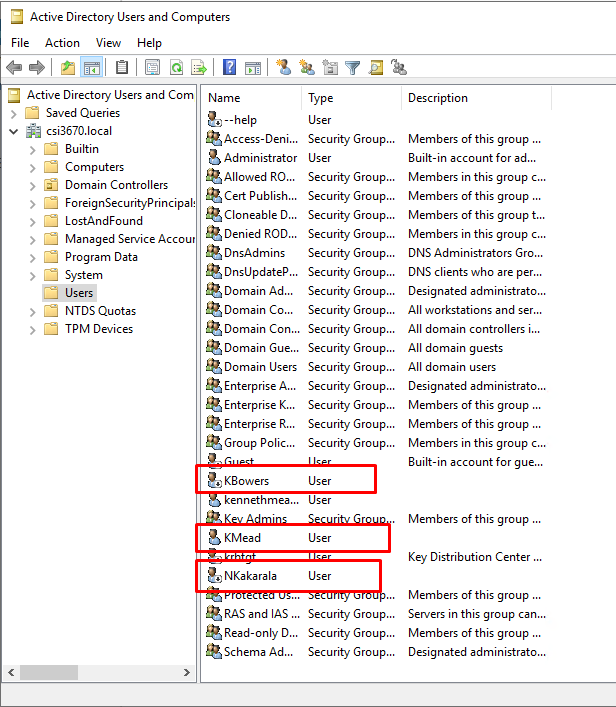 Active Directory Users and Computers
File Action View Help
Active Directory Users and Com
Saved Queries
csi3670.local
Builtin
Computers
Domain Controllers
ForeignSecurityPrincipals
LostAndFound
Managed Service Accour
Program Data
System
Users
NTDS Quotas
TPM Devices
Name Type Description
--help User
Access-Deni... Security Group... Members of this group ...
Administrator User Built-in account for ad...
Allowed RO... Security Group... Members in this group c...
Cert Publish... Security Group... Members of this group ...
Cloneable D... Security Group... Members of this group t...
Denied ROD... Security Group... Members in this group c...
DnsAdmins Security Group... DNS Administrators Gro...
DnsUpdateP... Security Group... DNS clients who are per...
Domain Ad... Security Group... Designated administrato...
Domain Co... Security Group... All workstations and ser...
Domain Con... Security Group... All domain controllers i...
Domain Gue... Security Group... All domain guests
Domain Users Security Group... All domain users
Enterprise A... Security Group... Designated administrato...
Enterprise K... Security Group... Members of this group ...
Enterprise R... Security Group... Members of this group ...
Group Polic... Security Group... Members in this group c...
Guest User Built-in account for gue...
KBowers User
kennethmea... User
Key Admins Security Group... Members of this group ...
KMead User
krbtgt User Key Distribution Center ...
NKakarala User
Protected Us... Security Group... Members of this group ...
RAS and IAS ... Security Group... Servers in this group can...
Read-only D... Security Group... Members of this group ...
Schema Ad... Security Group... Designated administrato...